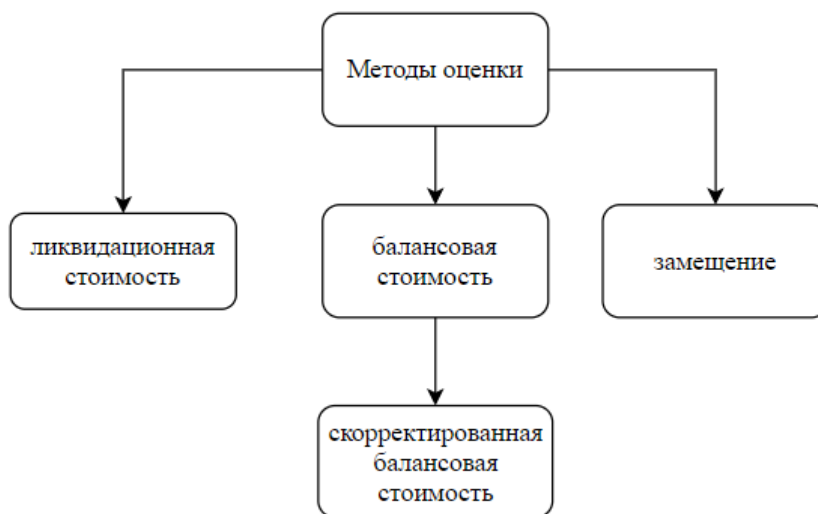 Методы оценки
ликвидационная
стоимость
балансовая
стоимость
замещение
скорректированная
балансовая
стоимость